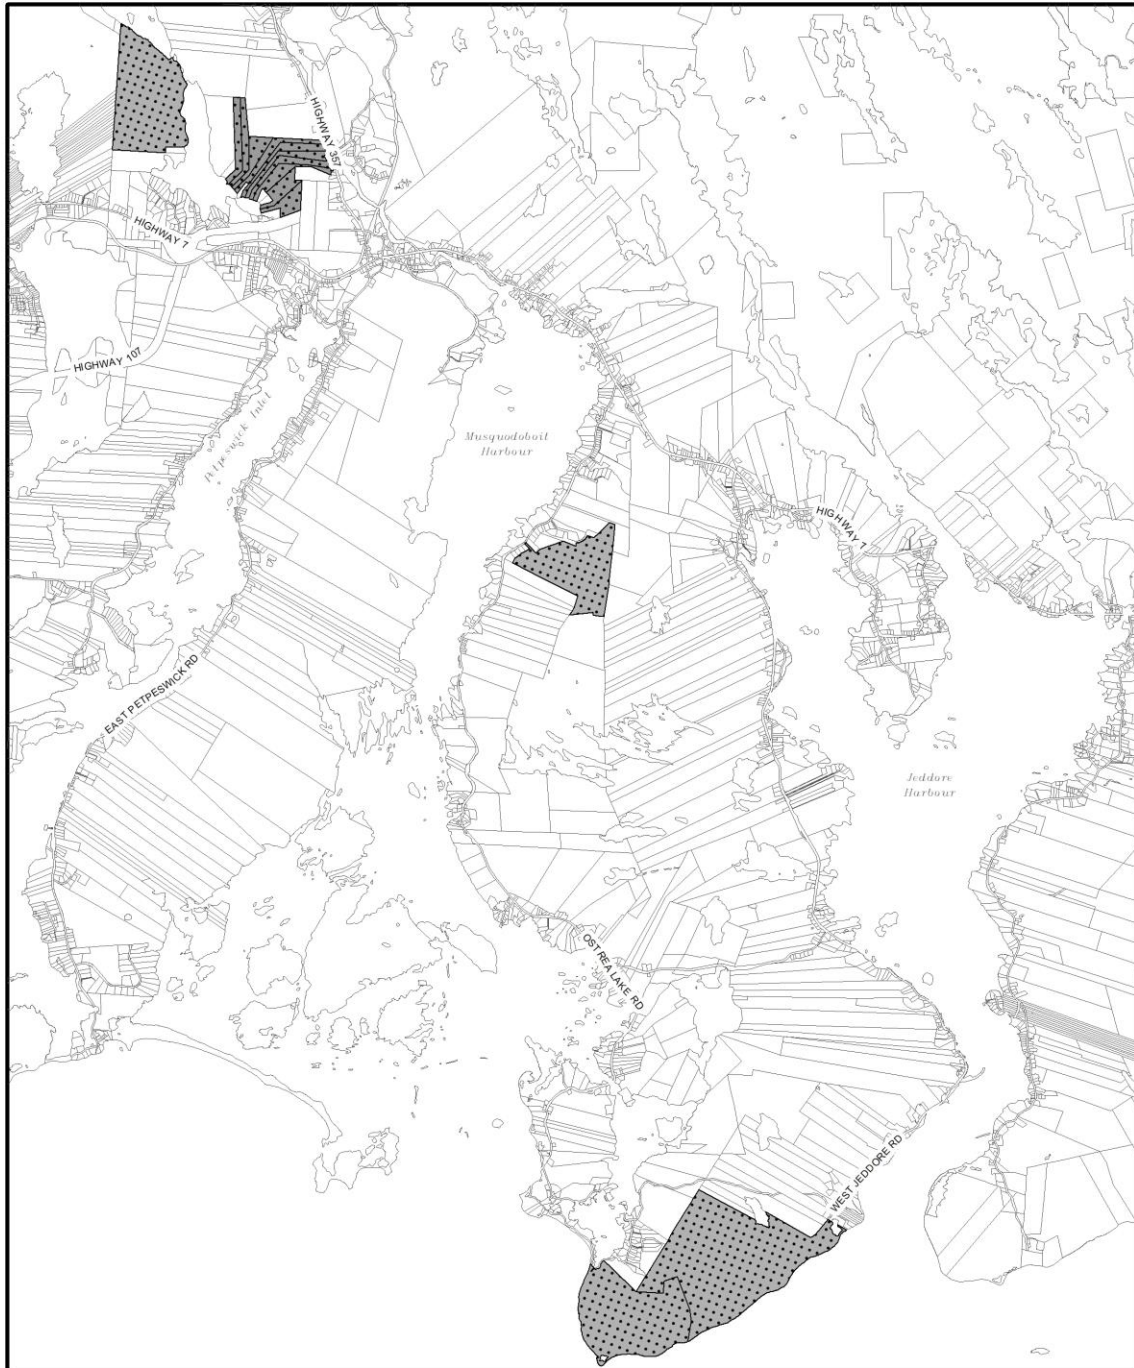 HIGHWAY 357
HIGHWAY 7
HIGHWAY 107
Petpeswick Inlet
Musquodoboit
Harbour
HIGHWAY 7
EAST PETPESWICK RD
Jeddore
Harbour
OSTREA LAKE RD
WEST JEDDORE RD